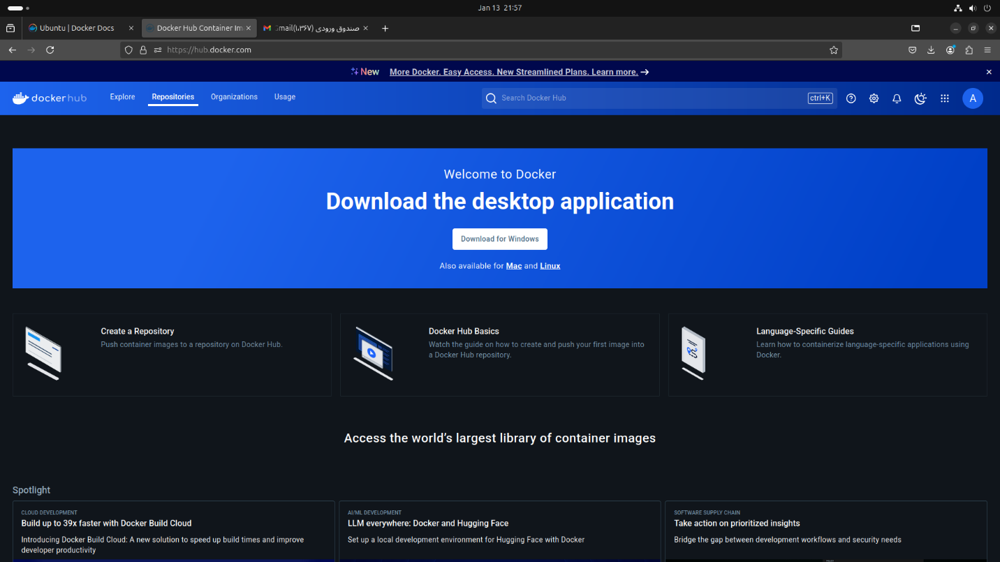 Jan 13 21:57
Ubuntu | Docker Docs
Docker Hub Container Im
صندوق ورودی (۱،۳۶۷)
https://hub.docker.com
New More Docker. Easy Access. New Streamlined Plans. Learn more.
dockerhub
Explore
Repositories
Organizations
Usage
Search Docker Hub
ctrl+K
A
Welcome to Docker
Download the desktop application
Download for Windows
Also available for Mac and Linux
Create a Repository
Push container images to a repository on Docker Hub.
Docker Hub Basics
Watch the guide on how to create and push your first image into
a Docker Hub repository.
Language-Specific Guides
Learn how to containerize language-specific applications using
Docker.
Access the world’s largest library of container images
Spotlight
CLOUD DEVELOPMENT
Build up to 39x faster with Docker Build Cloud
Introducing Docker Build Cloud: A new solution to speed up build times and improve
developer productivity
AI/ML DEVELOPMENT
LLM everywhere: Docker and Hugging Face
Set up a local development environment for Hugging Face with Docker
SOFTWARE SUPPLY CHAIN
Take action on prioritized insights
Bridge the gap between development workflows and security needs